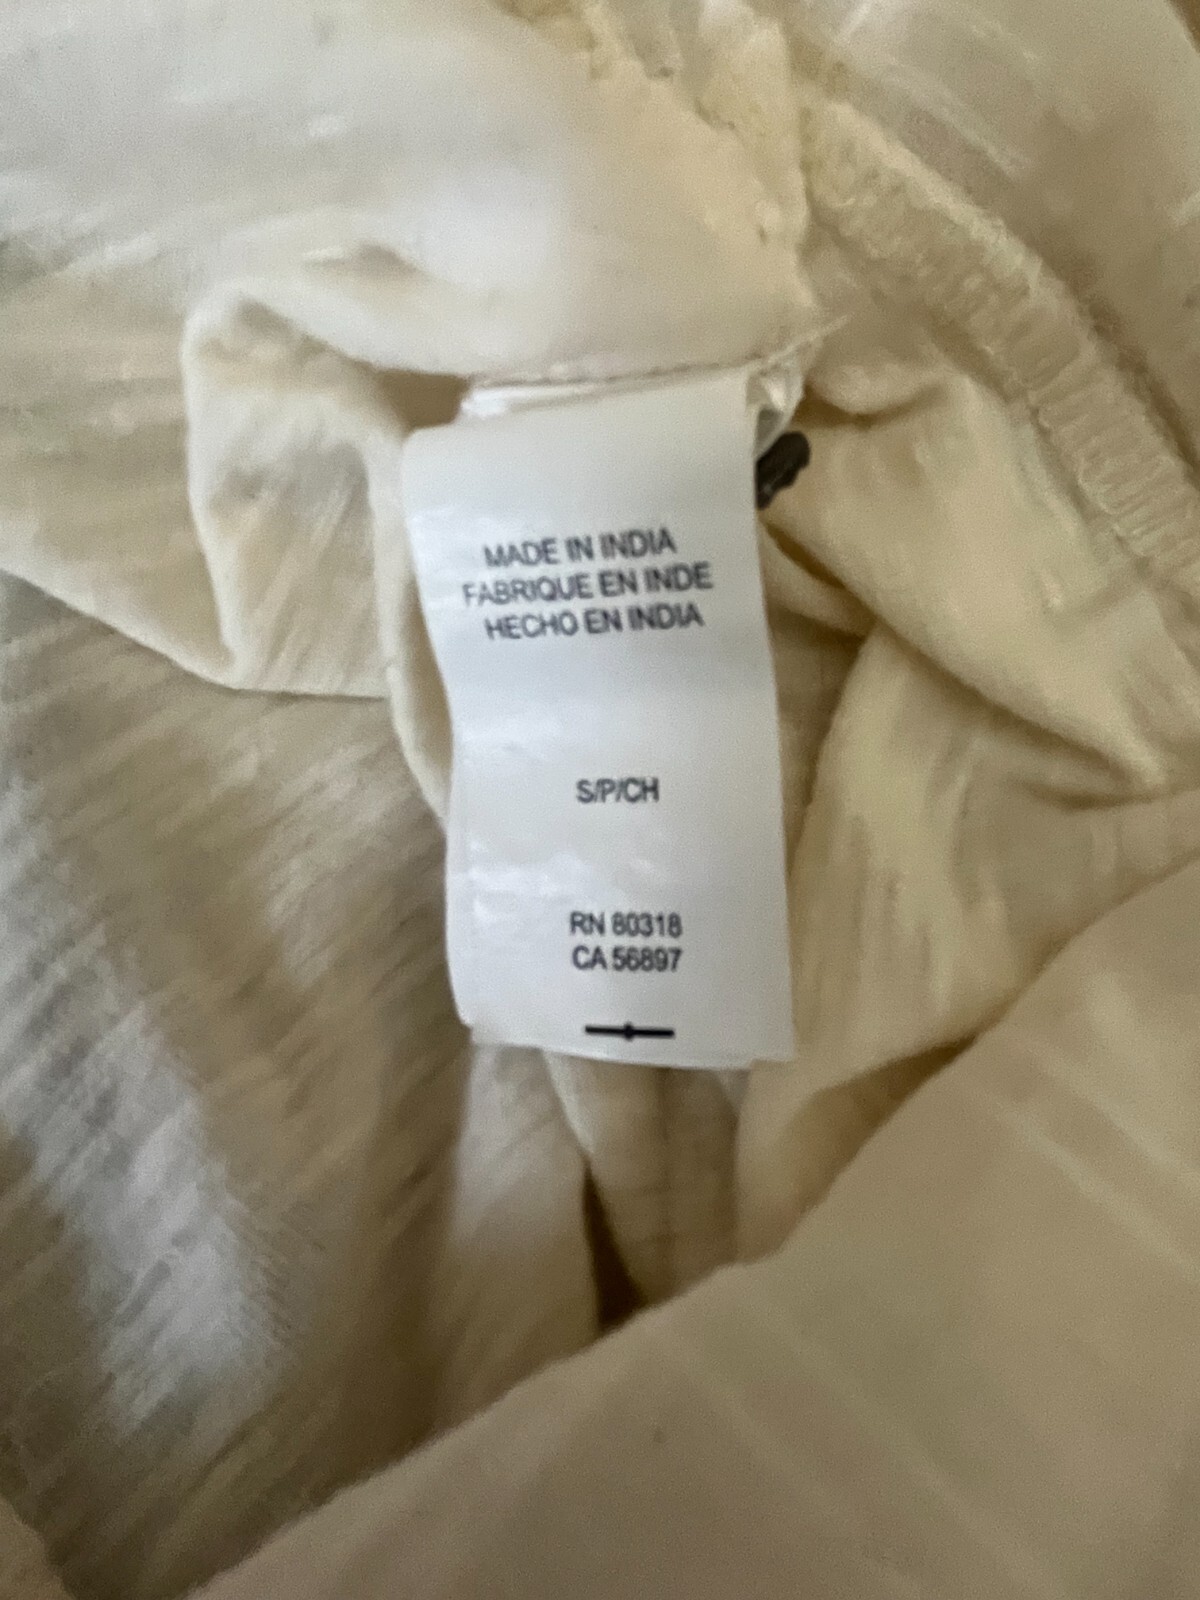 MADE IN INDIA
FABRIQUE EN INDE
HECHO EN INDIA
S/P/CH
RN 80318
CA 56897